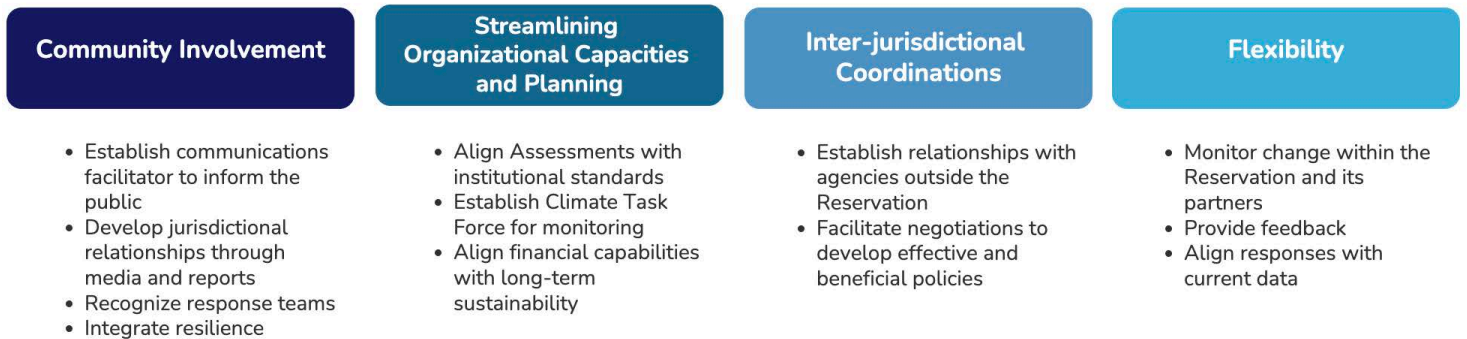 Community Involvement
• Establish communications
facilitator to inform the
public
• Develop jurisdictional
relationships through
media and reports
• Recognize response teams
• Integrate resilience
Streamlining
Organizational Capacities
and Planning
• Align Assessments with
institutional standards
• Establish Climate Task
Force for monitoring
• Align financial capabilities
with long-term
sustainability
Inter-jurisdictional
Coordinations
• Establish relationships with
agencies outside the
Reservation
• Facilitate negotiations to
develop effective and
beneficial policies
Flexibility
• Monitor change within the
Reservation and its
partners
• Provide feedback
• Align responses with
current data